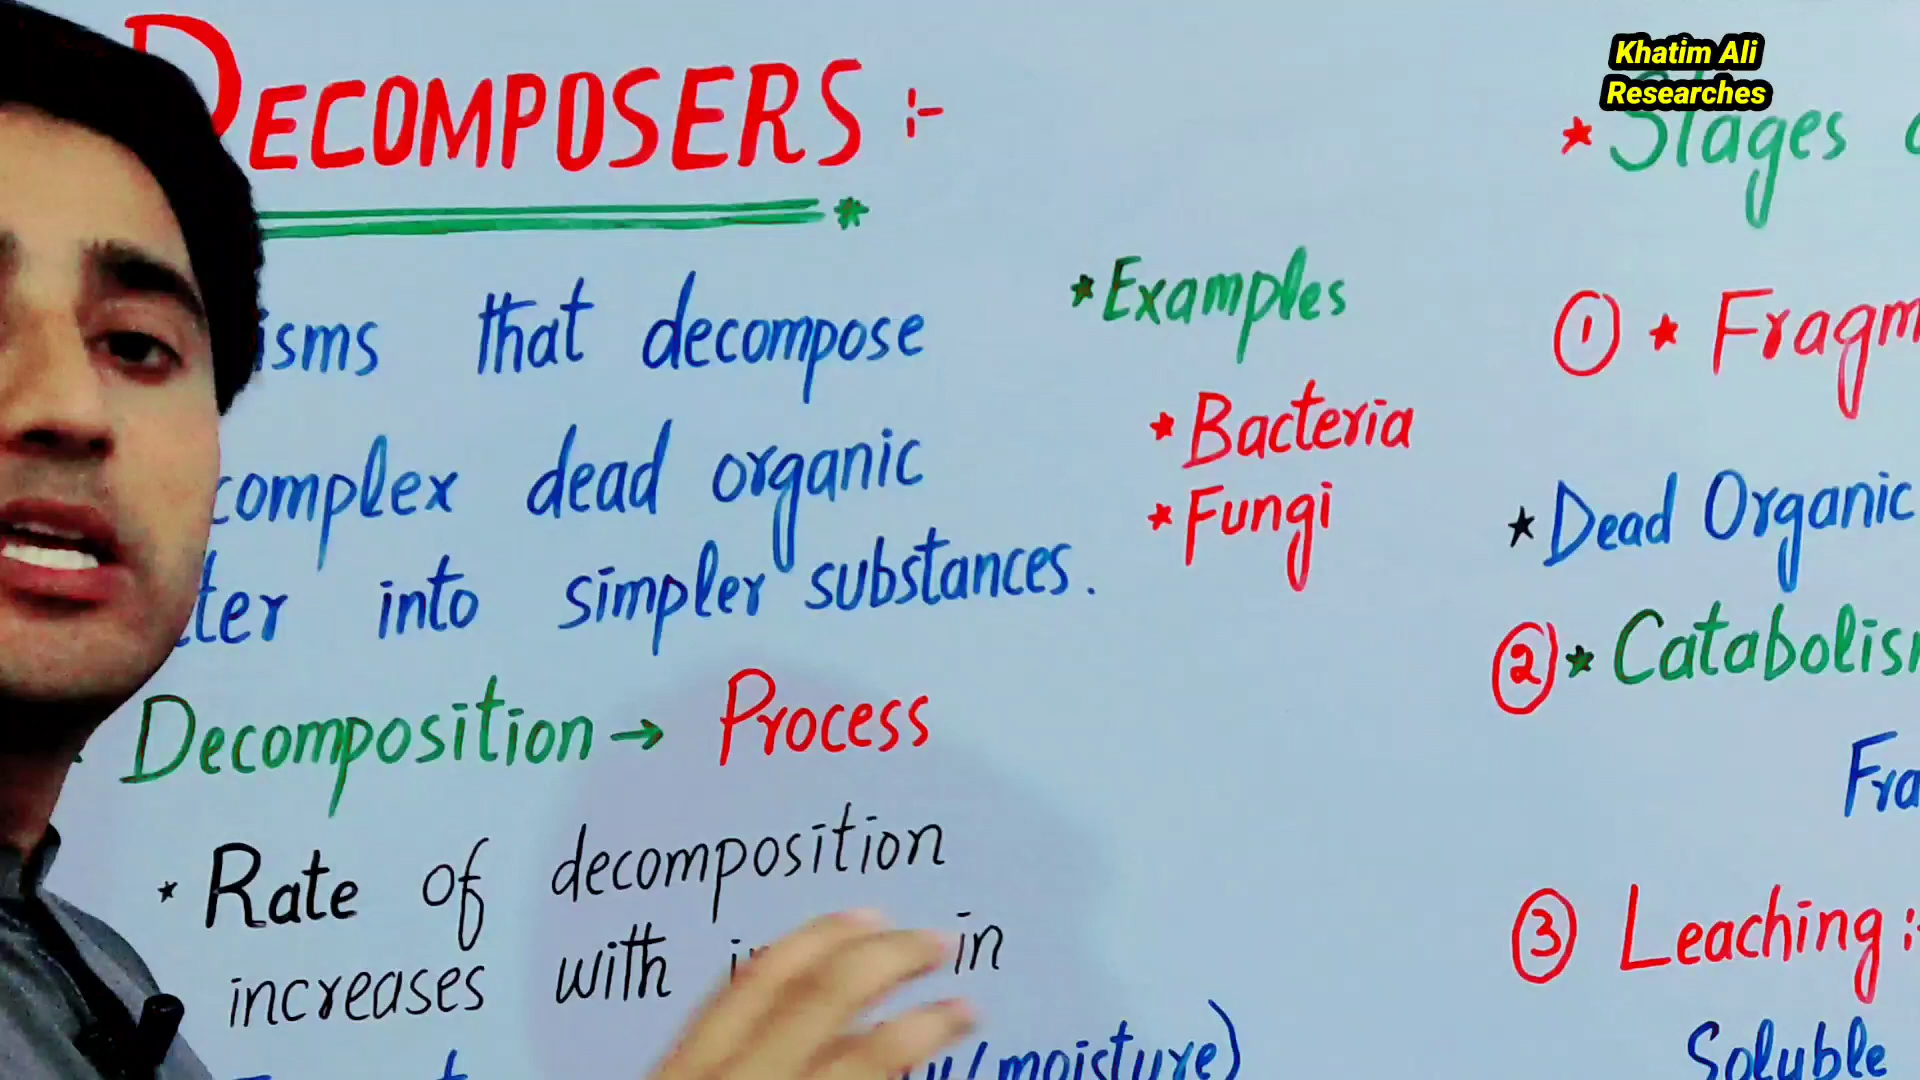 DECOMPOSERS :-
isms that decompose
complex dead organic
ter into simpler substances.
Decomposition → Process
* Rate of decomposition
increases with in
moisture)
* Examples
* Bacteria
* Fungi
Khatim Ali
Researches
* Stages
① * Fragm
* Dead Organic
② * Catabolis
Fra
③ Leaching :-
Soluble